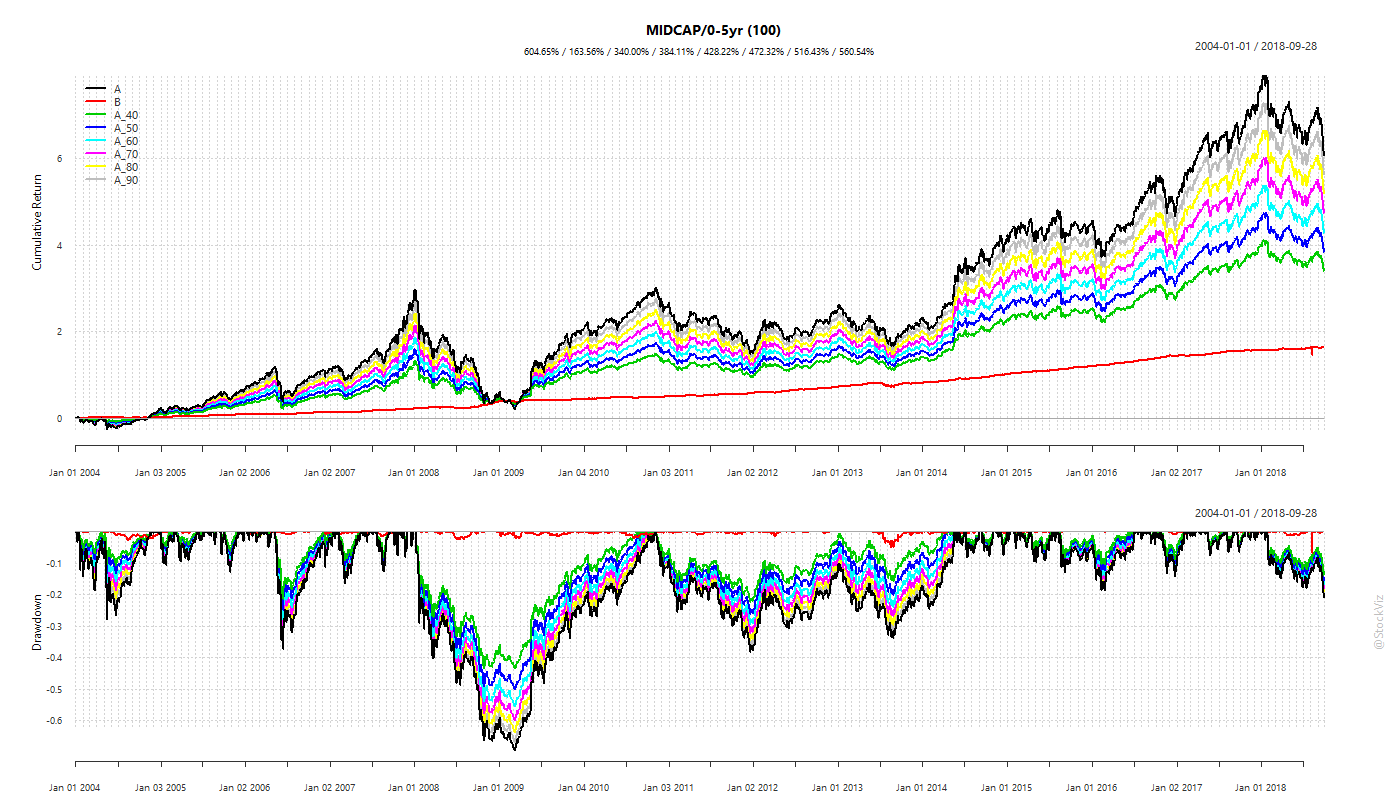 MIDCAP/0-5yr (100)
604.65% / 163.56% / 340.00% / 384.11% / 428.22% / 472.32% / 516.43% / 560.54%
2004-01-01 / 2018-09-28
A
B
A_40
A_50
A_60
A_70
A_80
A_90
Cumulative Return
6
4
2
0
Jan 01 2004 Jan 03 2005 Jan 02 2006 Jan 02 2007 Jan 01 2008 Jan 01 2009 Jan 04 2010 Jan 03 2011 Jan 02 2012 Jan 01 2013 Jan 01 2014 Jan 01 2015 Jan 01 2016 Jan 02 2017 Jan 01 2018
2004-01-01 / 2018-09-28
Drawdown
-0.1
-0.2
-0.3
-0.4
-0.5
-0.6
Jan 01 2004 Jan 03 2005 Jan 02 2006 Jan 02 2007 Jan 01 2008 Jan 01 2009 Jan 04 2010 Jan 03 2011 Jan 02 2012 Jan 01 2013 Jan 01 2014 Jan 01 2015 Jan 01 2016 Jan 02 2017 Jan 01 2018
@StockViz